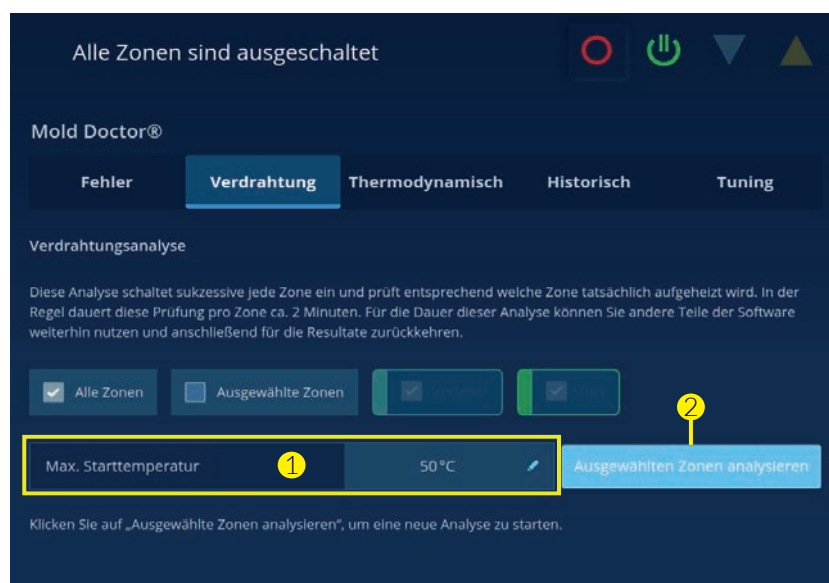 Alle Zonen sind ausgeschaltet
Mold Doctor®
Fehler Verdrahtung Thermodynamisch Historisch Tuning
Verdrahtungsanalyse
Diese Analyse schaltet sukzessive jede Zone ein und prüft entsprechend welche Zone tatsächlich aufgeheizt wird. In der
Regel dauert diese Prüfung pro Zone ca. 2 Minuten. Für die Dauer dieser Analyse können Sie andere Teile der Software
weiterhin nutzen und anschließend für die Resultate zurückkehren.
Alle Zonen Ausgewählte Zonen
2
Max. Starttemperatur 1 50 °C Ausgewählten Zonen analysieren
Klicken Sie auf „Ausgewählte Zonen analysieren", um eine neue Analyse zu starten.